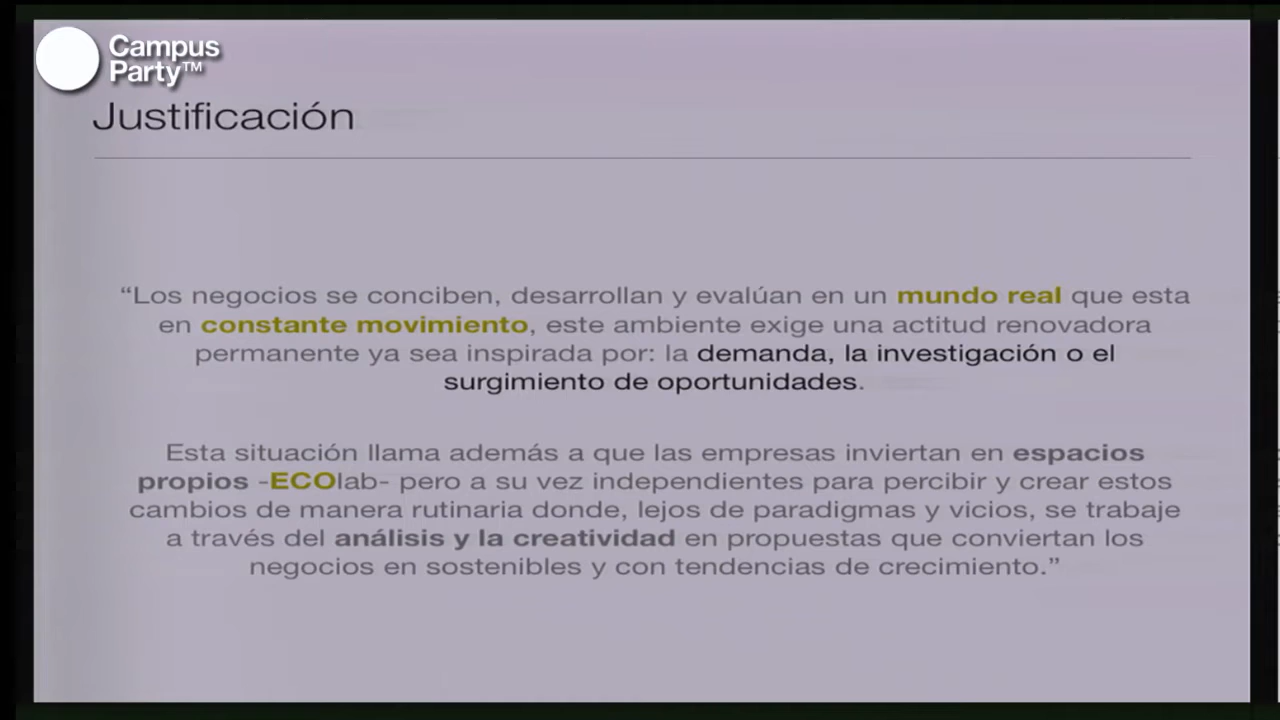 Campus
Party™
Justificación
“Los negocios se conciben, desarrollan y evalúan en un mundo real que esta
en constante movimiento, este ambiente exige una actitud renovadora
permanente ya sea inspirada por: la demanda, la investigación o el
surgimiento de oportunidades.
Esta situación llama además a que las empresas inviertan en espacios
propios -ECOlab- pero a su vez independientes para percibir y crear estos
cambios de manera rutinaria donde, lejos de paradigmas y vicios, se trabaje
a través del análisis y la creatividad en propuestas que conviertan los
negocios en sostenibles y con tendencias de crecimiento.”